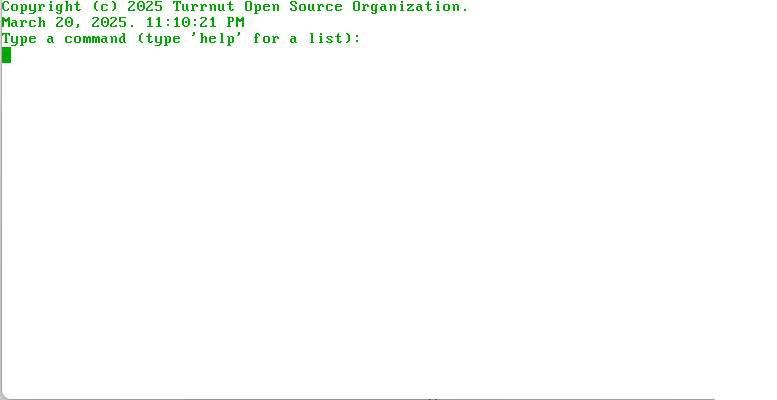 Copyright (c) 2025 Turrnut Open Source Organization.
March 20, 2025. 11:10:21 PM
Type a command (type 'help' for a list):